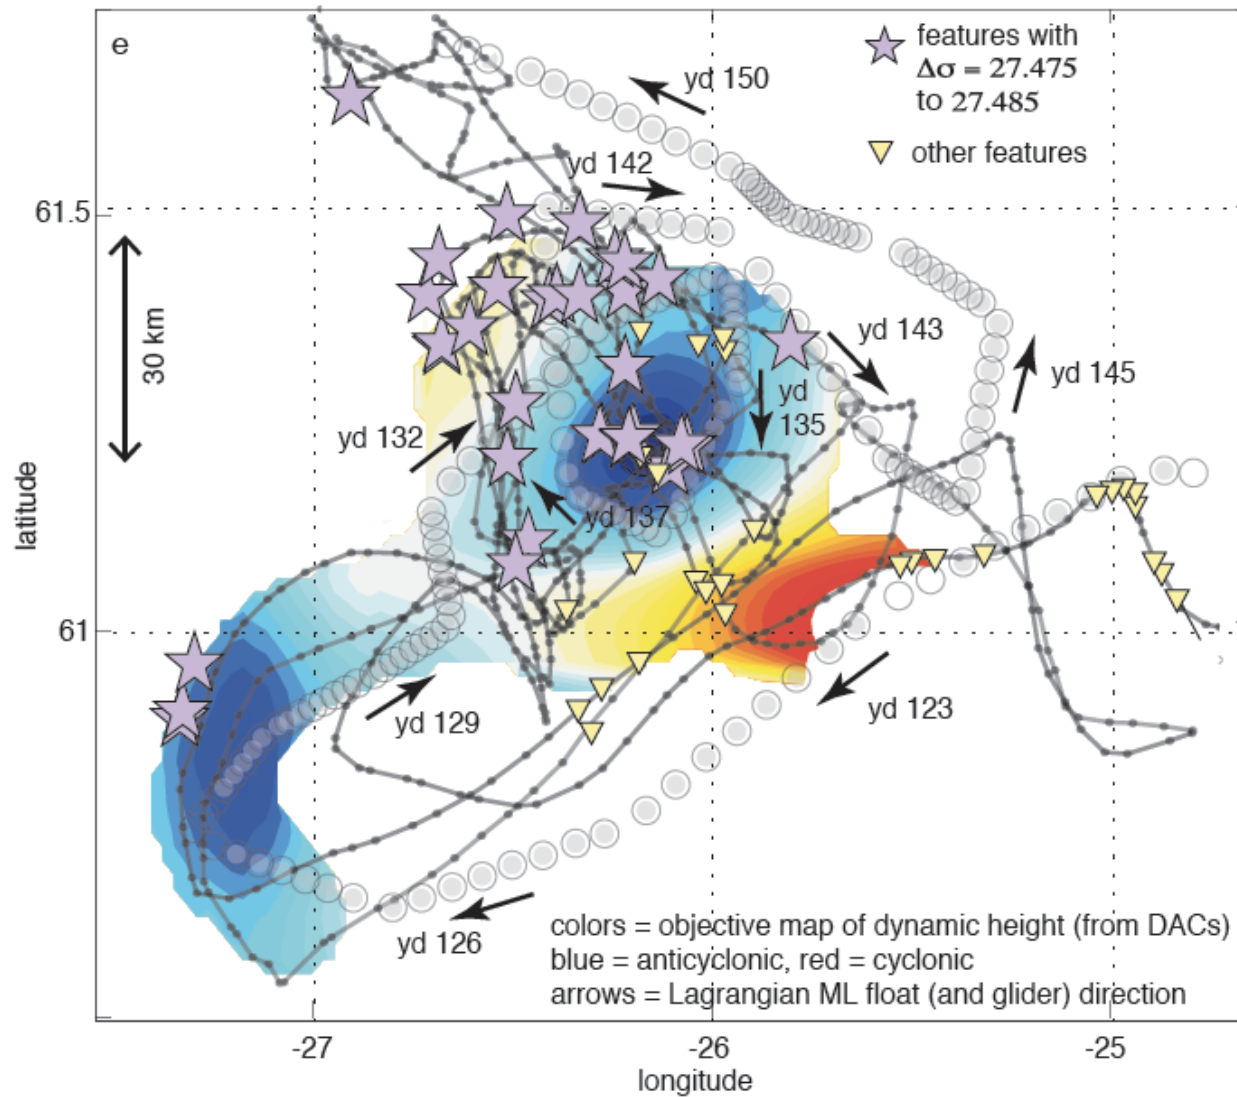 e
features with
Δσ = 27.475
to 27.485
other features
yd 150
yd 142
61.5
30 km
yd 143
yd 145
yd
135
yd 132
yd 137
latitude
61
yd 129
yd 123
yd 126
colors = objective map of dynamic height (from DACs)
blue = anticyclonic, red = cyclonic
arrows = Lagrangian ML float (and glider) direction
-27
-26
-25
longitude